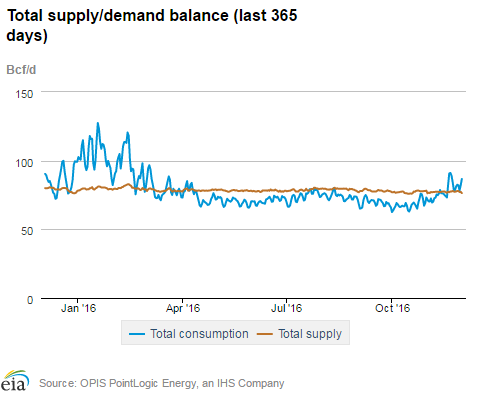 Total supply/demand balance (last 365
days)
Bcf/d
150
100
50
0
Jan '16 Apr '16 Jul '16 Oct '16
Total consumption Total supply
eia Source: OPIS PointLogic Energy, an IHS Company